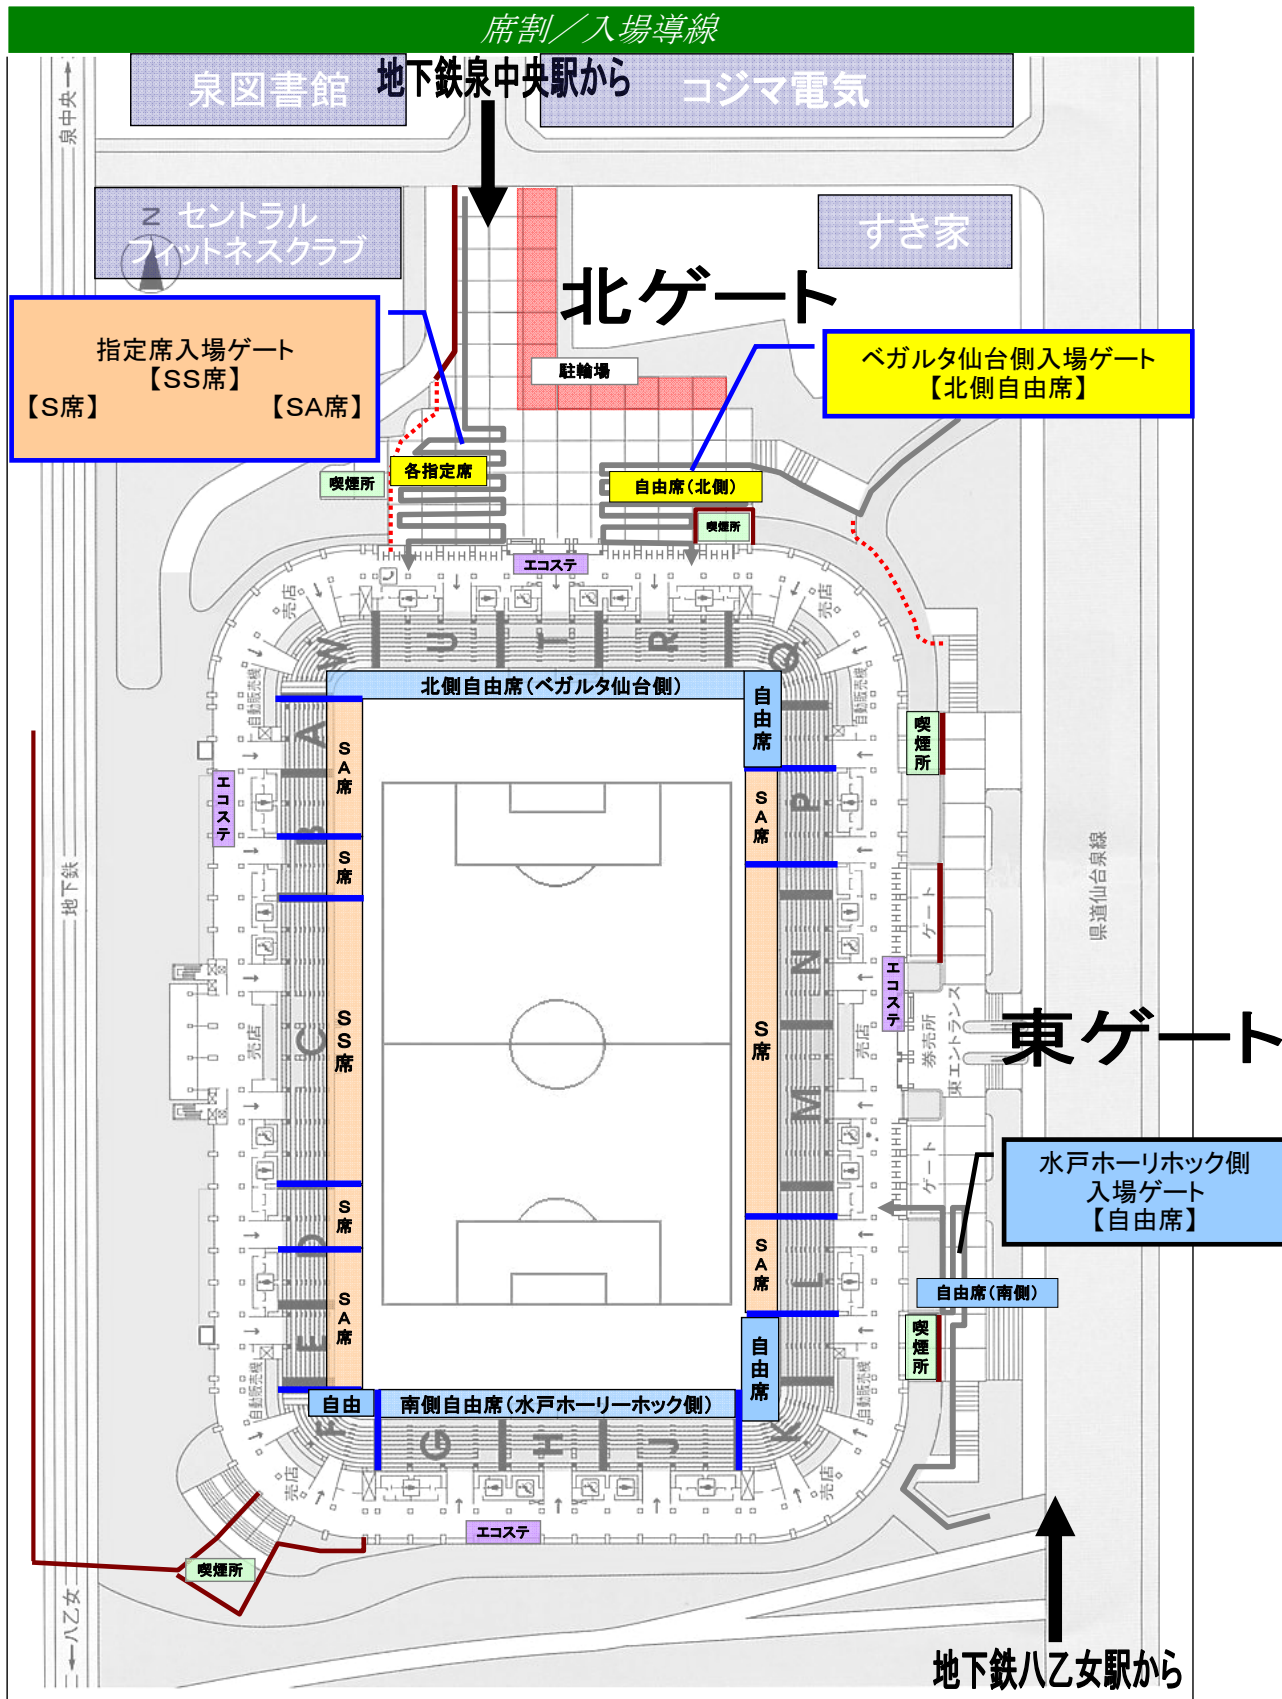 席割／入場導線
泉図書館
地下鉄泉中央駅から
コジマ電気
泉中央
セントラル
フィットネスクラブ
N
すき家
北ゲート
指定席入場ゲート
【SS席】
【S席】
【SA席】
駐輪場
ベガルタ仙台側入場ゲート
【北側自由席】
各指定席
喫煙所
自由席(北側)
喫煙所
エコステ
売店
売店
W
U
T
R
Q
北側自由席(ベガルタ仙台側)
自由席
自動販売機
自動販売機
喫煙所
A
SA席
エコステ
B
SA席
P
S席
地下鉄
県道仙台泉線
ゲート
N
エコステ
C
SS席
S席
売店
売店
券売所
東エントランス
東ゲート
M
ゲート
水戸ホーリホック側
入場ゲート
【自由席】
S席
D
SA席
L
自由席(南側)
SA席
E
自由席
喫煙所
自動販売機
自動販売機
自由
南側自由席(水戸ホーリーホック側)
F
G
H
J
K
売店
売店
エコステ
喫煙所
八乙女
地下鉄八乙女駅から